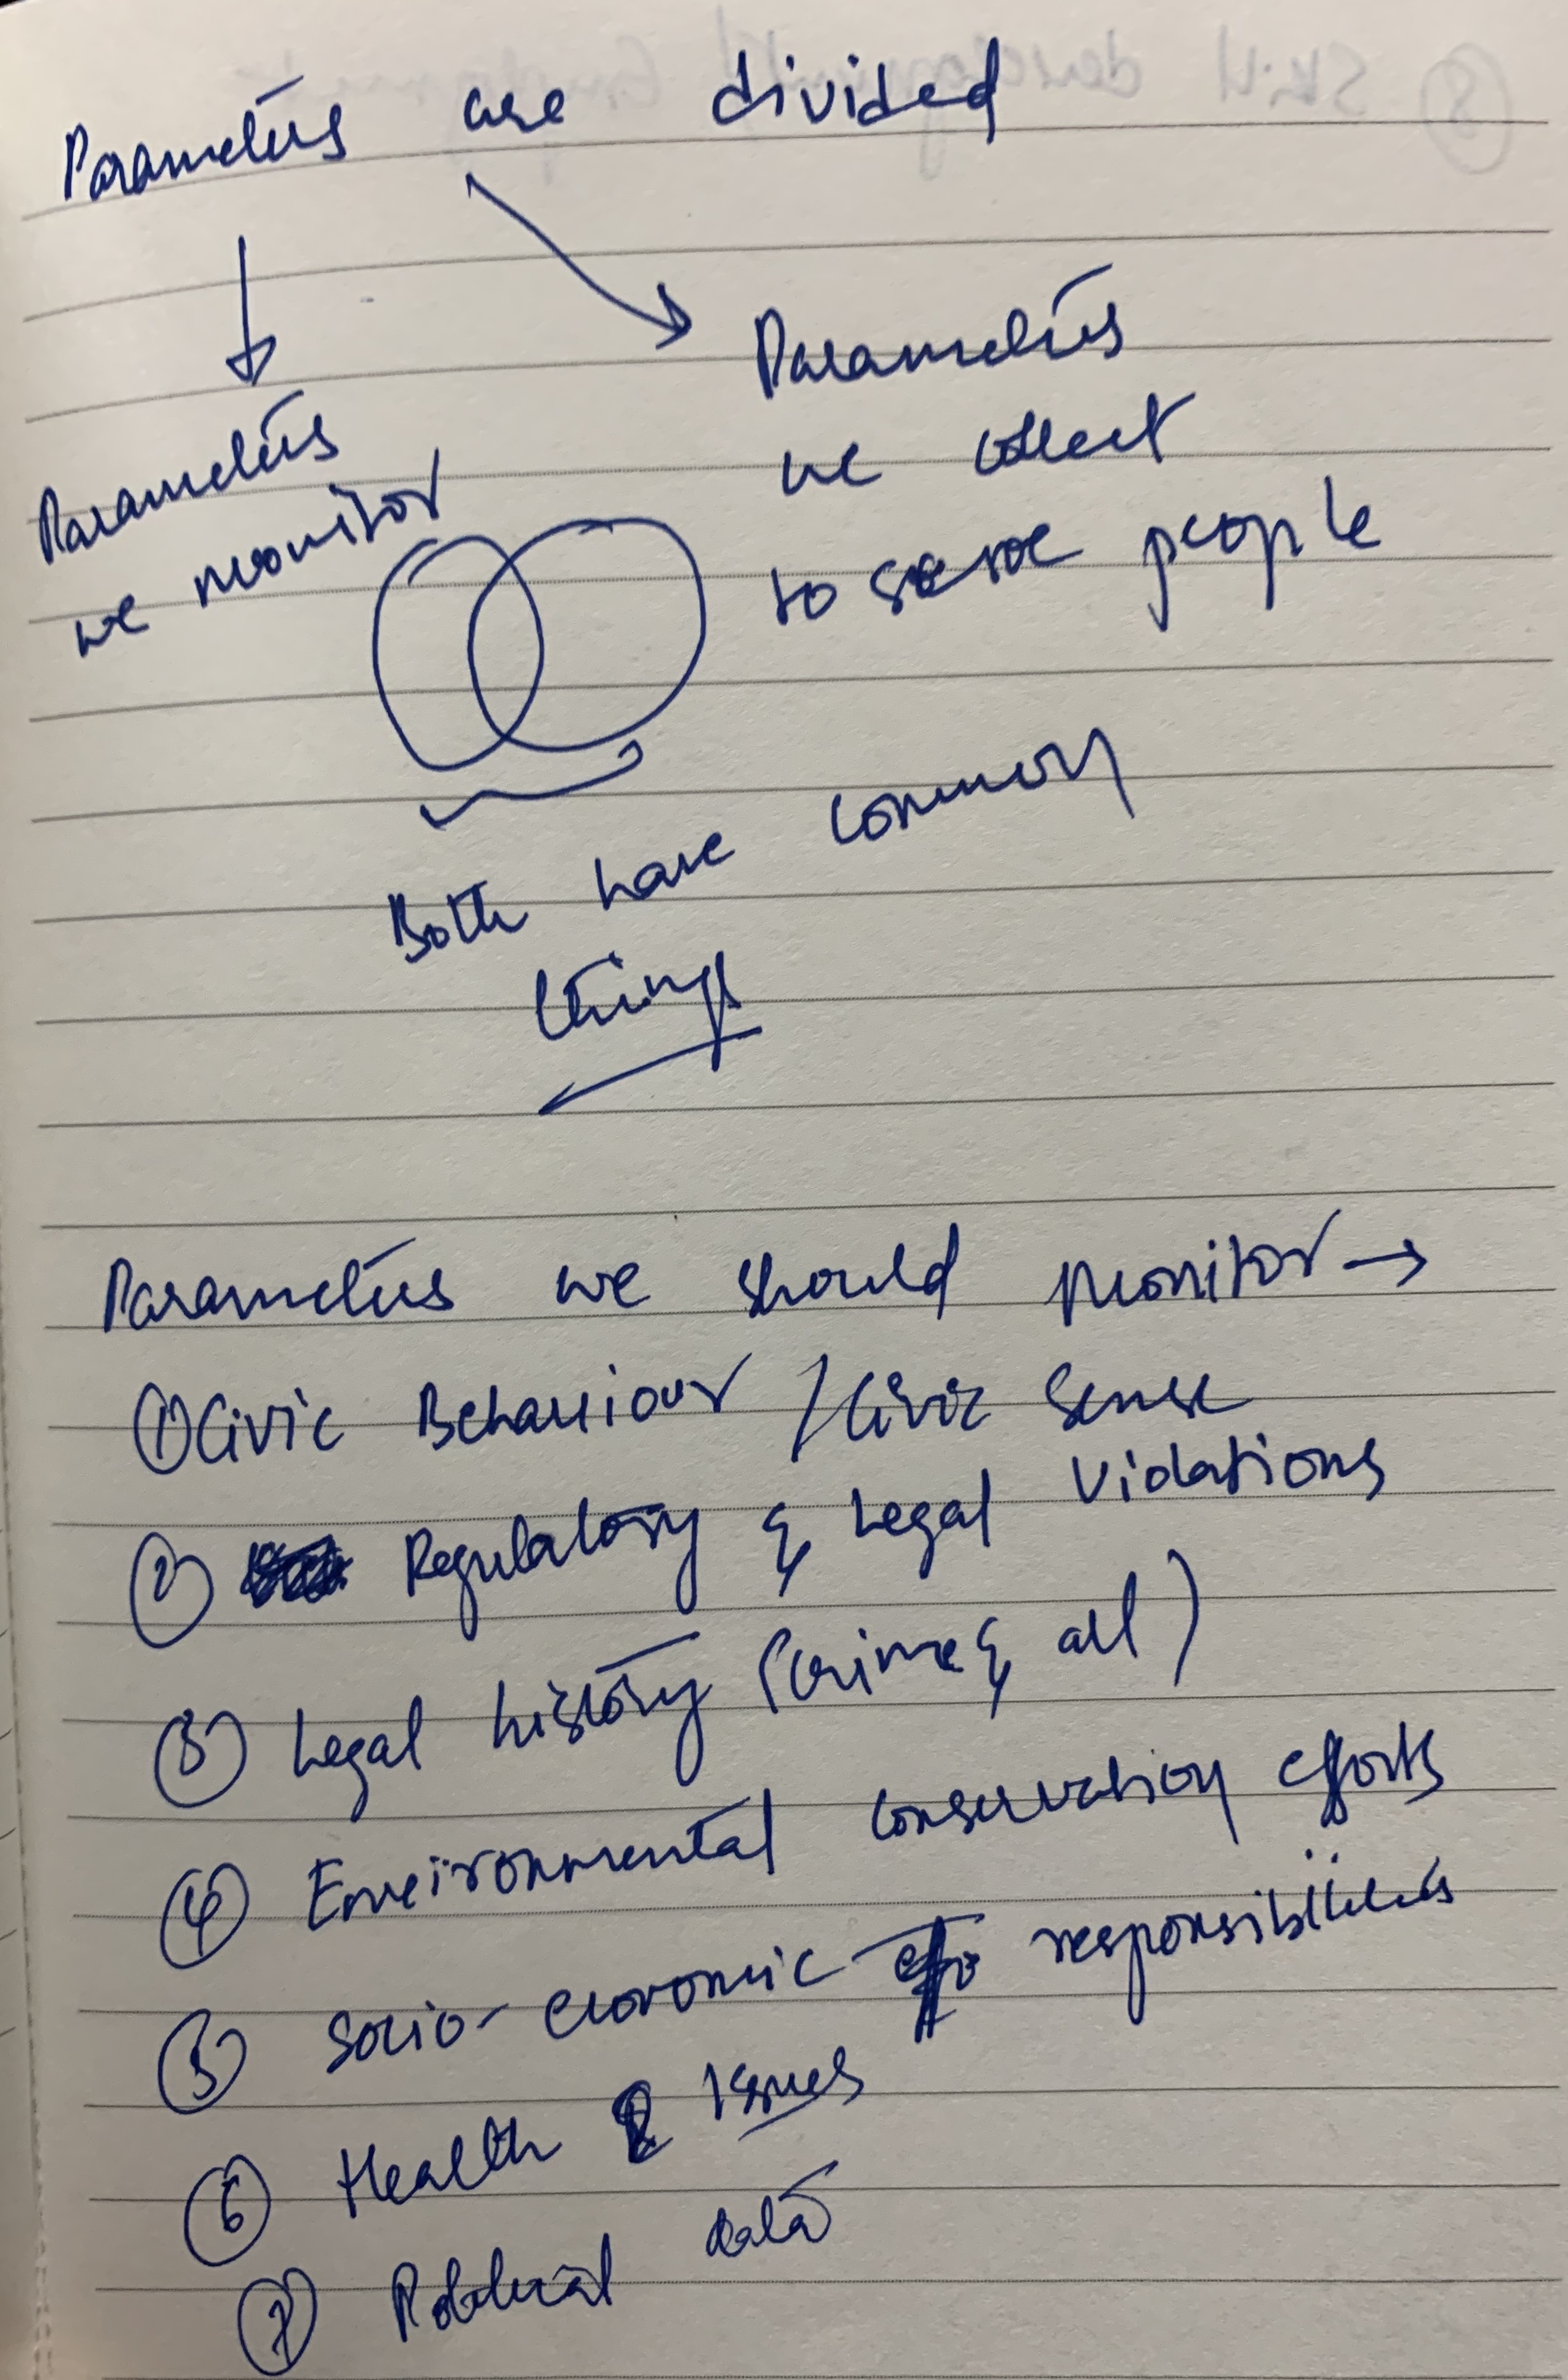 Parameters are divided
Parameters
we monitor
Parameters
we collect
to serve people
Both have common
things
Parameters we should monitor →
① Civic Behaviour / Civic Sense
② Regulatory & Legal Violations
③ Legal history (crime & all)
④ Environmental conservation efforts
⑤ Socio-economic responsibilities
⑥ Health Issues
⑦ Political data